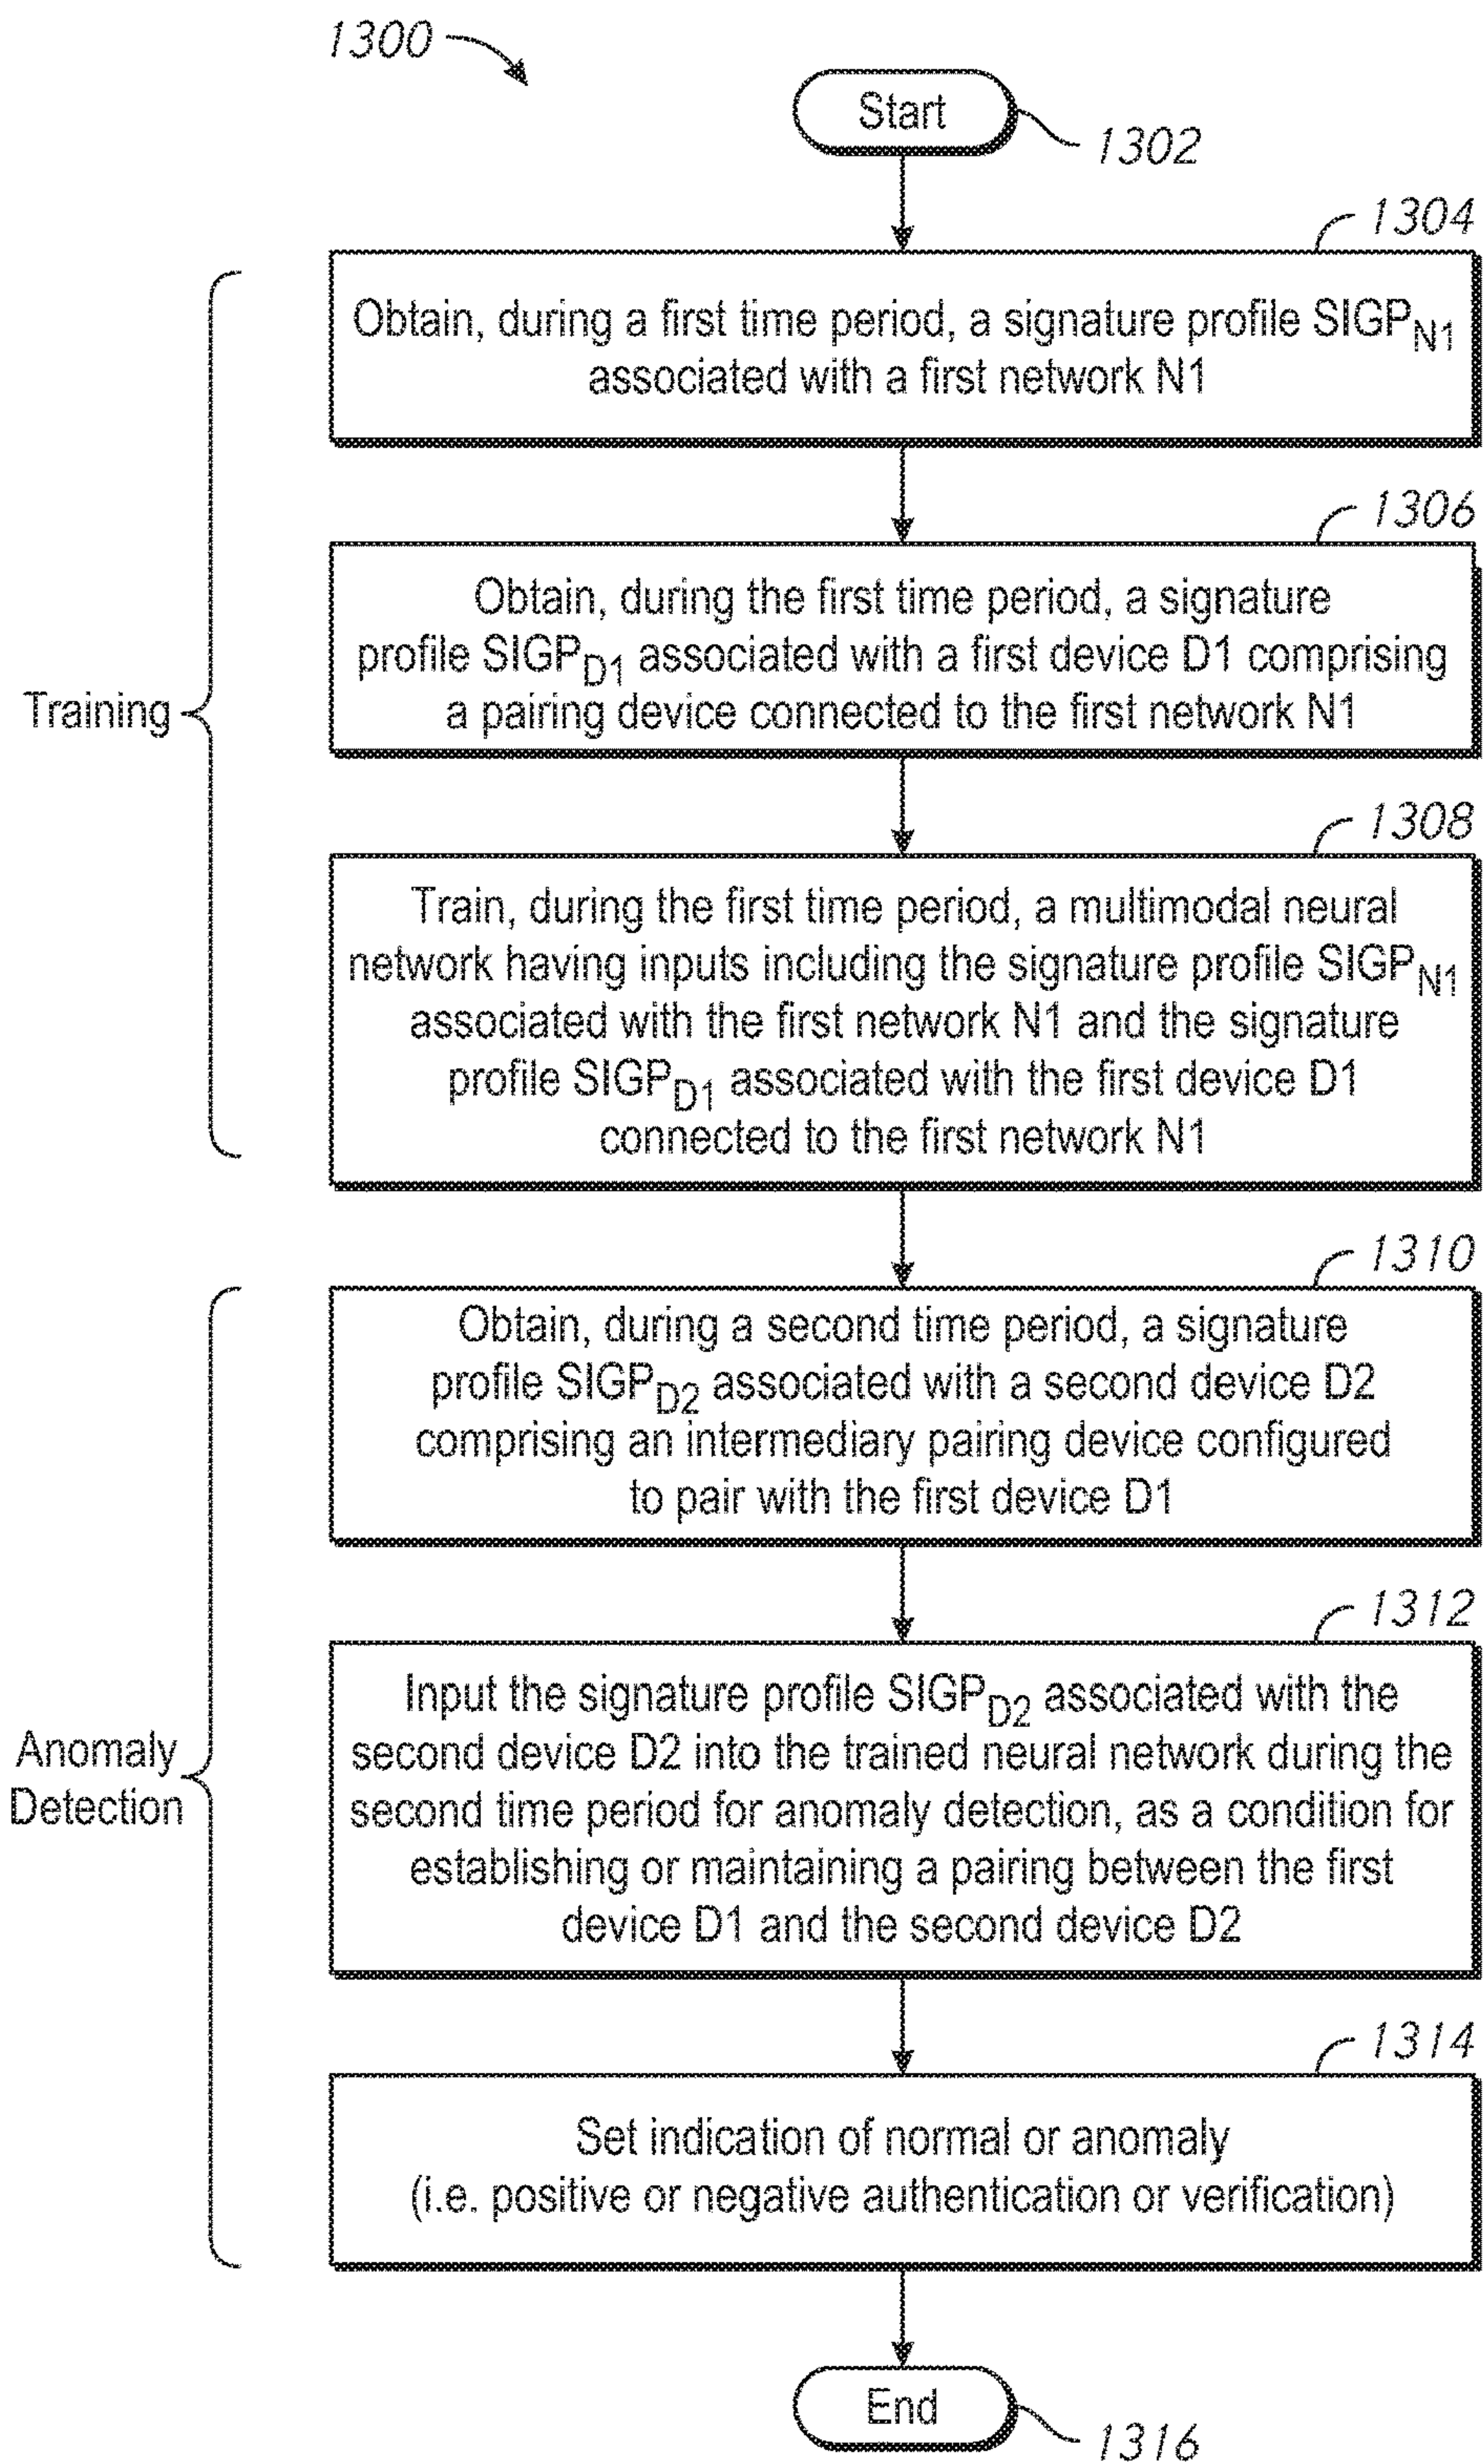 1300
Start
1302
1304
Obtain, during a first time period, a signature profile SIGP_N1
associated with a first network N1
1306
Obtain, during the first time period, a signature
profile SIGP_D1 associated with a first device D1 comprising
a pairing device connected to the first network N1
Training
1308
Train, during the first time period, a multimodal neural
network having inputs including the signature profile SIGP_N1
associated with the first network N1 and the signature
profile SIGP_D1 associated with the first device D1
connected to the first network N1
1310
Obtain, during a second time period, a signature
profile SIGP_D2 associated with a second device D2
comprising an intermediary pairing device configured
to pair with the first device D1
1312
Input the signature profile SIGP_D2 associated with the
second device D2 into the trained neural network during the
second time period for anomaly detection, as a condition for
establishing or maintaining a pairing between the first
device D1 and the second device D2
Anomaly
Detection
1314
Set indication of normal or anomaly
(i.e. positive or negative authentication or verification)
End
1316